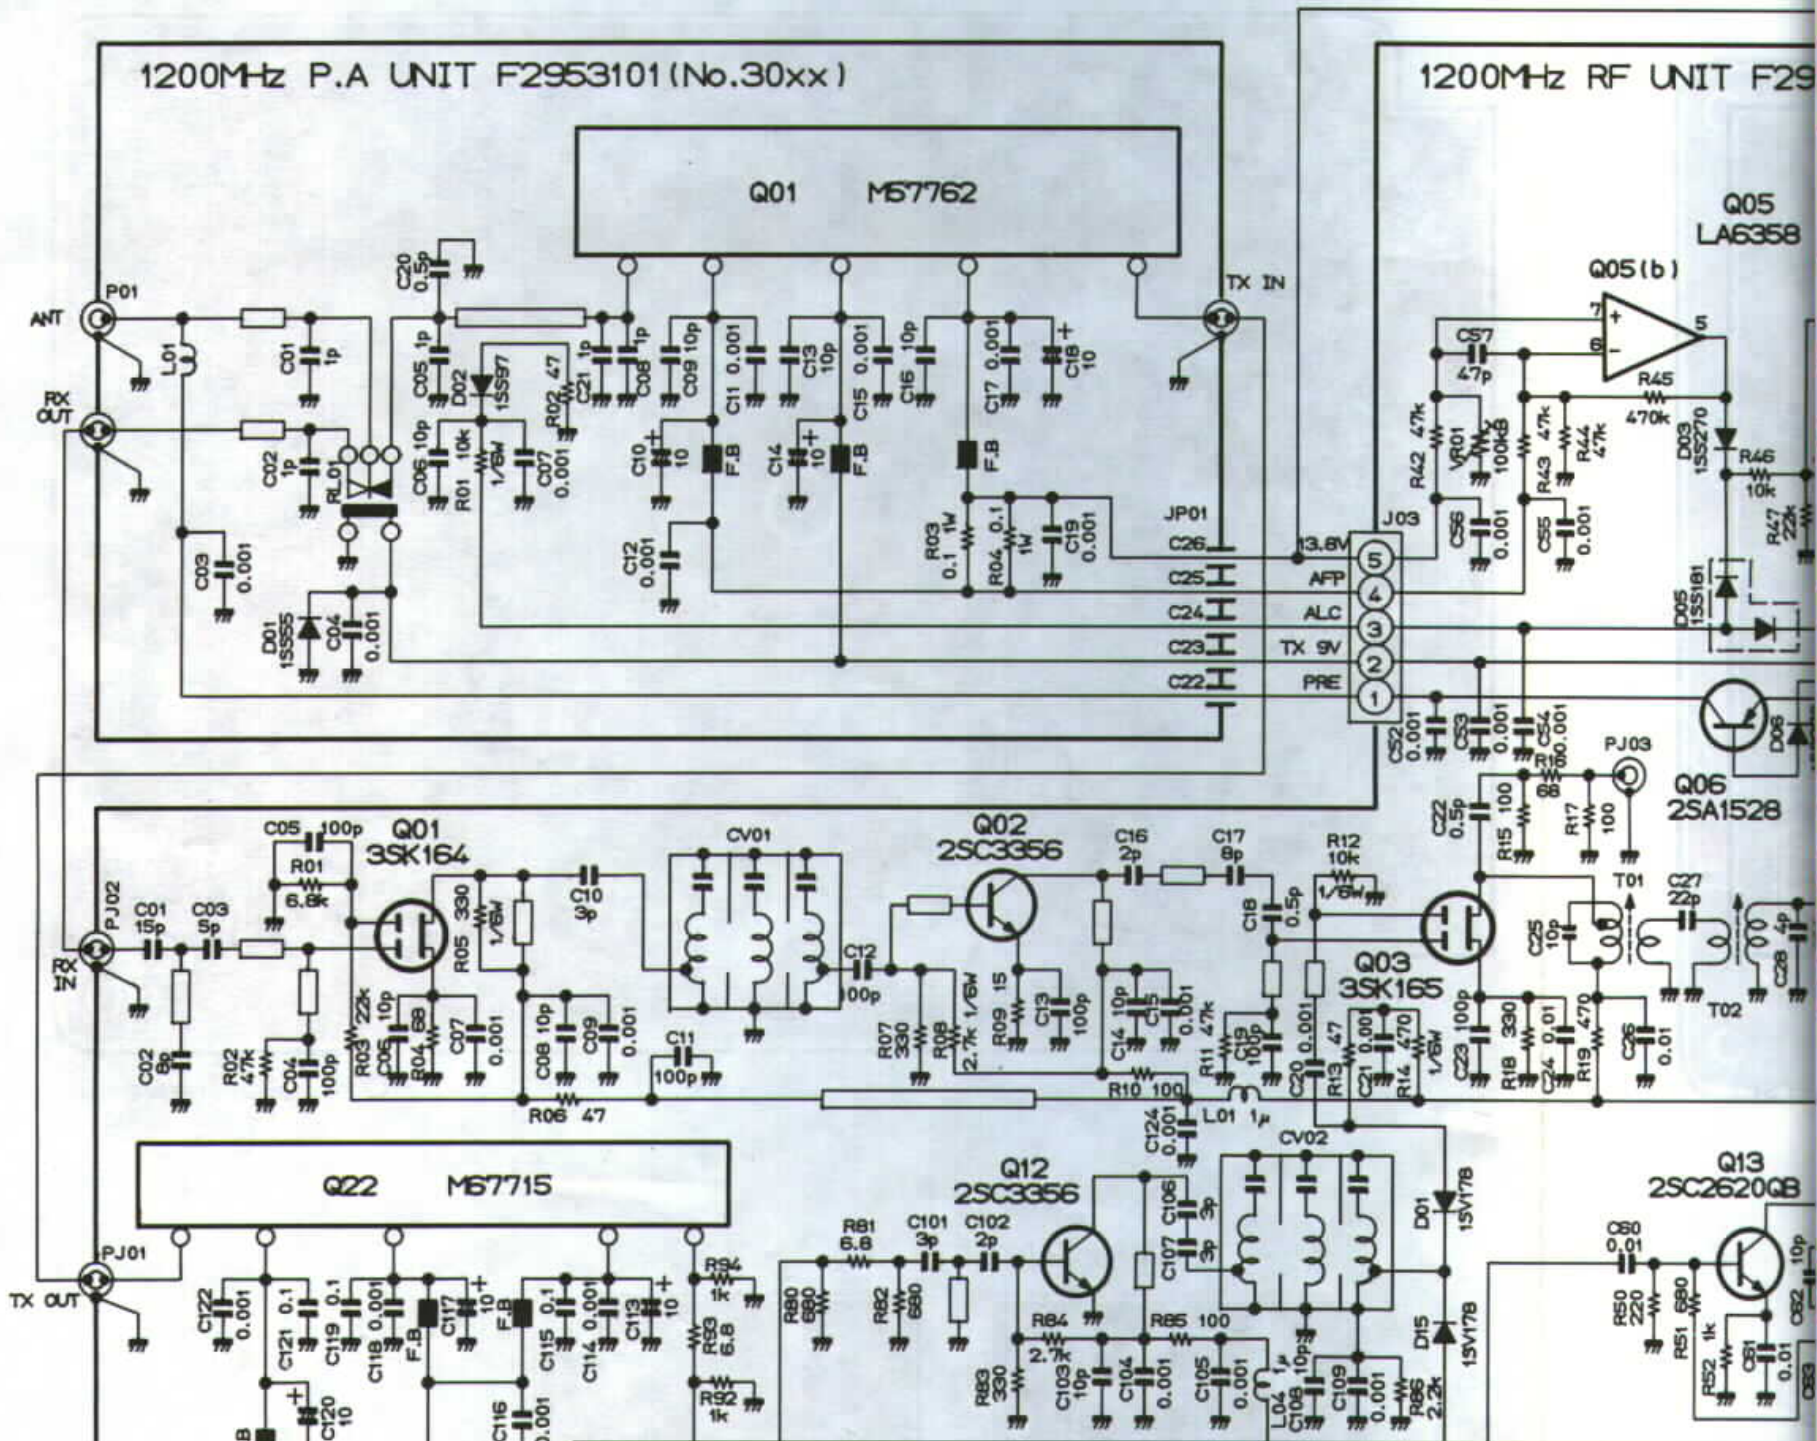 1200MHz P.A UNIT F2953101(No.30xx)
1200MHz RF UNIT F29
Q01 M57762
Q05
LA6358
Q05(b)
7
+
6
-
5
P01
ANT
RX
OUT
L01
C01
1p
C02
1p
RL01
C03
0.001
D01
1SS55
C04
0.001
C20
0.5p
C05 1p
D02
1SS97
R02 47
C06 10p
R01 10k
1/6W
C07
0.001
C21 1p
C08 1p
C09 10p
C11 0.001
C10
+
10
F.B
C12
0.001
C13
10p
C15 0.001
C14
+
10
F.B
C16 10p
C17 0.001
C18
+
10
F.B
R03
0.1 1W
R04 0.1
1W
C19
0.001
TX IN
JP01
C26
C25
C24
C23
C22
13.8V
AFP
ALC
TX 9V
PRE
J03
5
4
3
2
1
C57
47p
R42 47k
VR01
100kB
R43 47k
R44
47k
R45
470k
D03
1SS270
R46
10k
R47
22k
C56
0.001
C55
0.001
D05
1SS181
C52
0.001
C53
0.001
C54
0.001
R16
68
PJ03
D06
Q06
2SA1528
C22
0.5p
R15 100
R17
100
C05 100p
R01
6.8k
Q01
3SK164
PJ02
C01
15p
C03
5p
RX
IN
C02
8p
R02
47k
C04
100p
R03 22k
C06 10p
R04 68
C07
0.001
R05 330
1/6W
C10
3p
C08 10p
C09
0.001
C11
100p
R06 47
CV01
C12
100p
Q02
2SC3356
R07
330
R08
2.7k 1/6W
R09 15
C13
100p
C14 10p
C15
0.001
C16
2p
C17
8p
R10 100
C18
0.5p
R11 47k
C19
100p
R12
10k
1/6W
C20 0.001
R13 47
C21 0.001
R14 470
1/6W
Q03
3SK165
C23 100p
R18 330
C24 0.01
R19 470
C25
10p
T01
C27
22p
T02
C28 4p
C26
0.01
L01 1μ
C124
0.001
Q22 M67715
PJ01
TX OUT
C122
0.001
C121 0.1
C119 0.1
C118 0.001
F.B
C117
+
10
F.B
C115 0.1
C114 0.001
C113
+
10
R94
1k
R93
6.8
R92
1k
B
C120
+
10
C116
0.001
Q12
2SC3356
R81
6.8
C101
3p
C102
2p
R80
680
R82
680
C106
3p
C107
3p
R84
2.7k
R85 100
R83
330
C103
10p
C104
0.001
C105
0.001
L04 1μ
C108
10p
C109
0.001
R86
2.2k
CV02
D01
1SV178
D15
1SV178
Q13
2SC2620QB
C60
0.01
R50
220
R51 680
R52 1k
C61
0.01
C62 10p